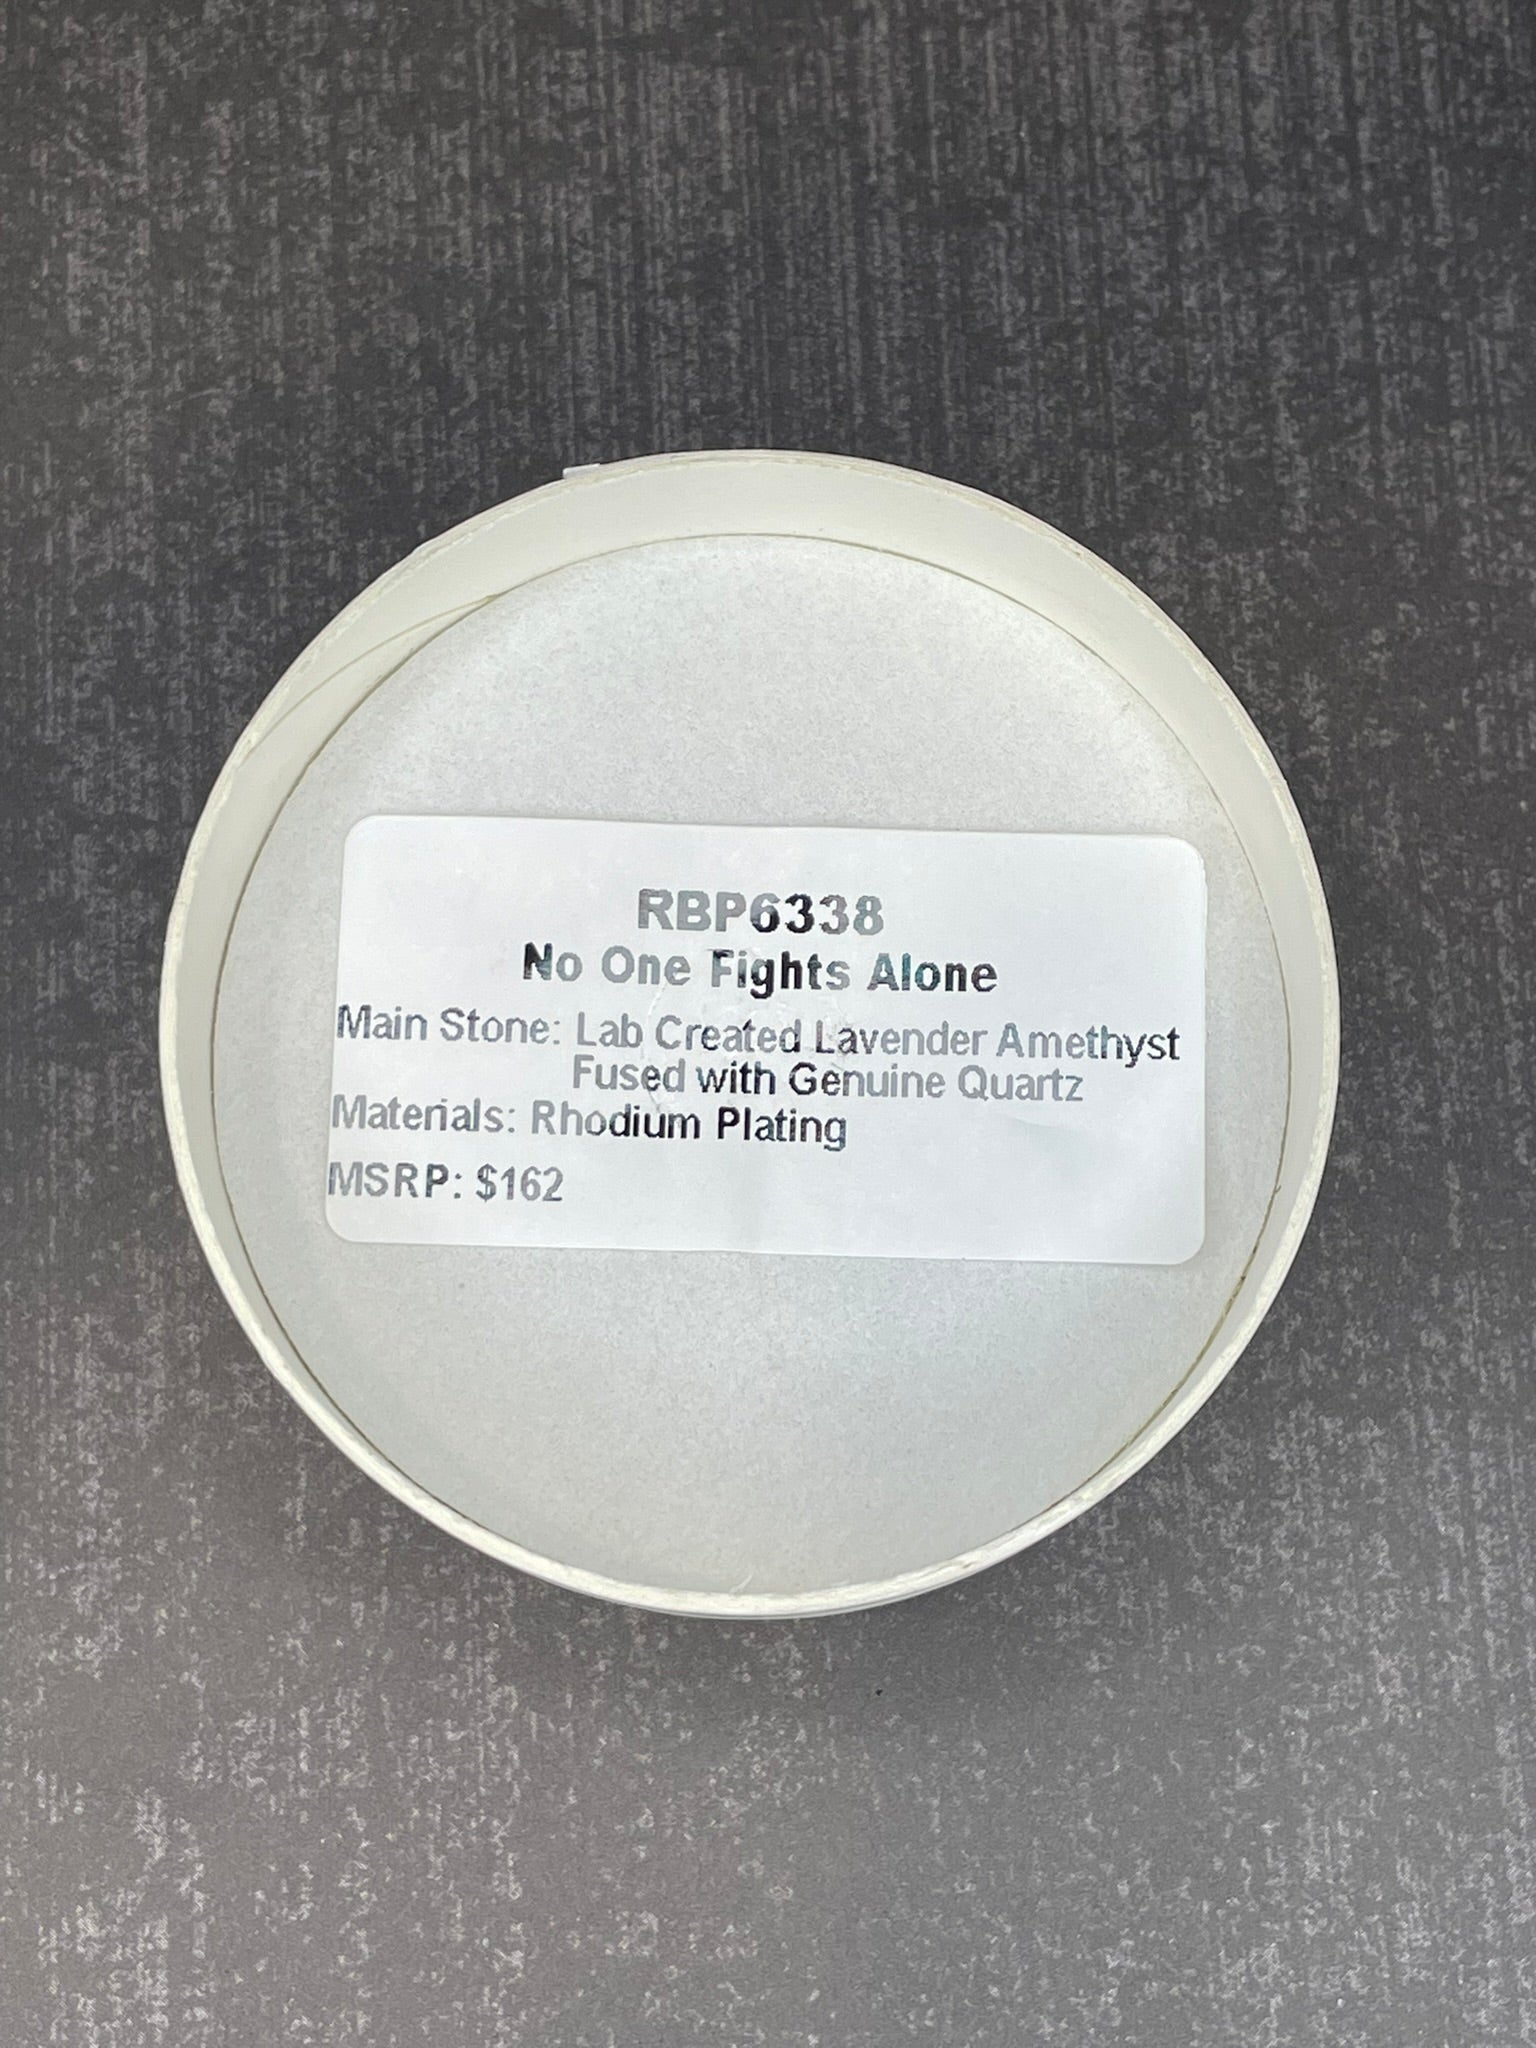 RBP6338
No One Fights Alone
Main Stone: Lab Created Lavender Amethyst
Fused with Genuine Quartz
Materials: Rhodium Plating
MSRP: $162